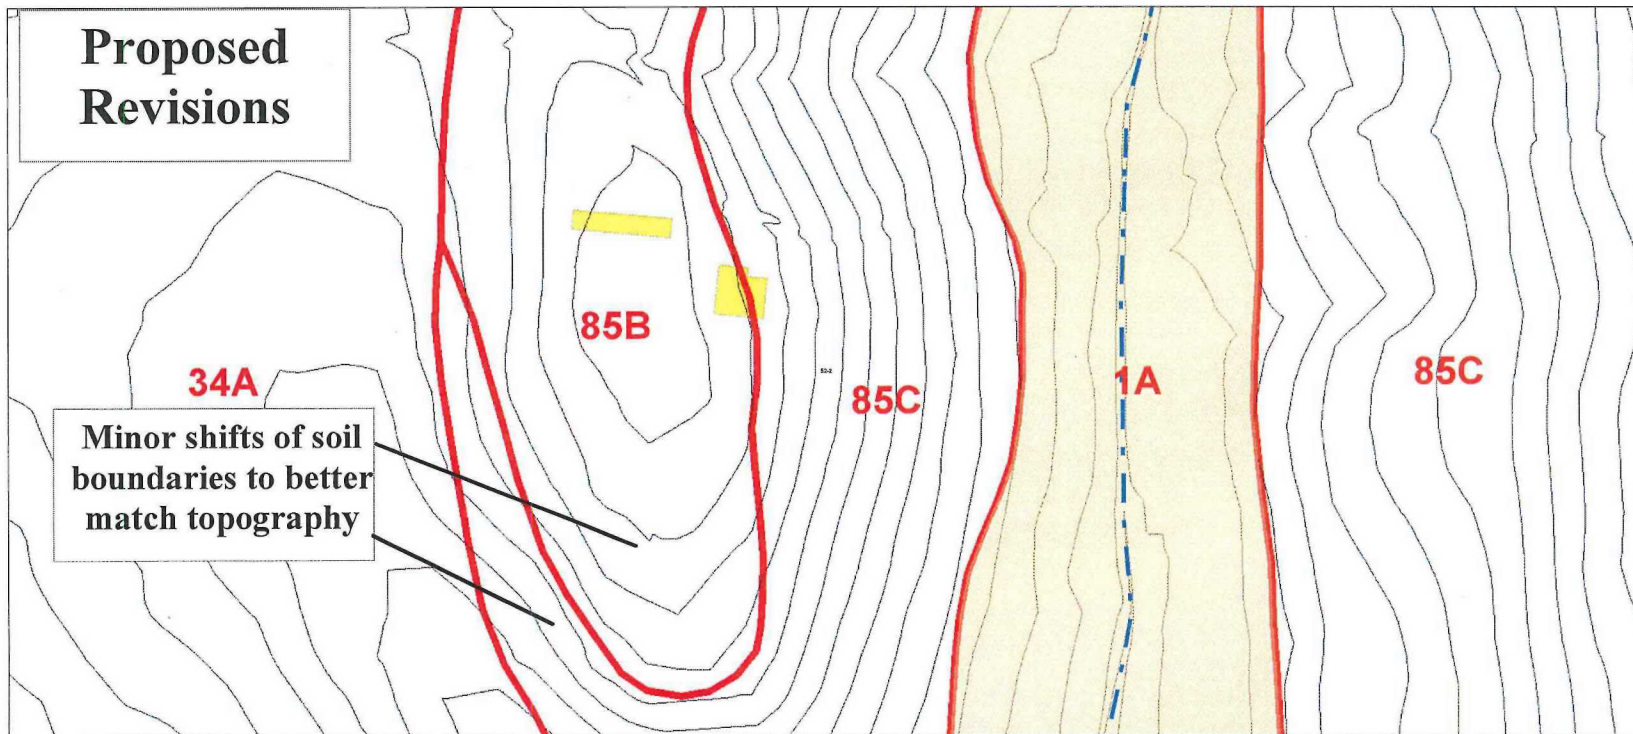 Proposed
Revisions
85B
34A
85C
1A
85C
Minor shifts of soil
boundaries to better
match topography